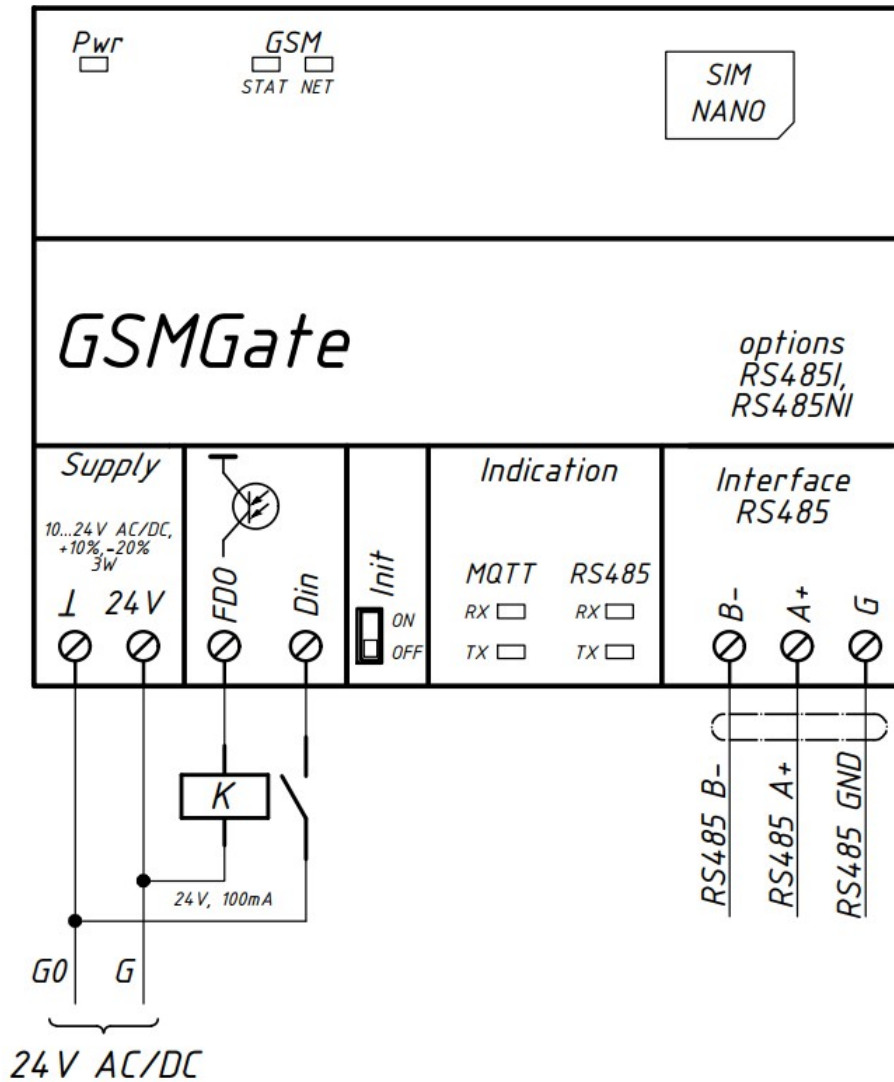 Pwr
GSM
STAT NET
SIM
NANO
GSMGate
options
RS485I,
RS485NI
Supply
10...24V AC/DC,
+10%,-20%
3W
⊥ 24V
FDO
Din
Init
ON
OFF
Indication
MQTT RS485
RX RX
TX TX
Interface
RS485
B-
A+
G
K
24V, 100mA
G0 G
24V AC/DC
RS485 B-
RS485 A+
RS485 GND